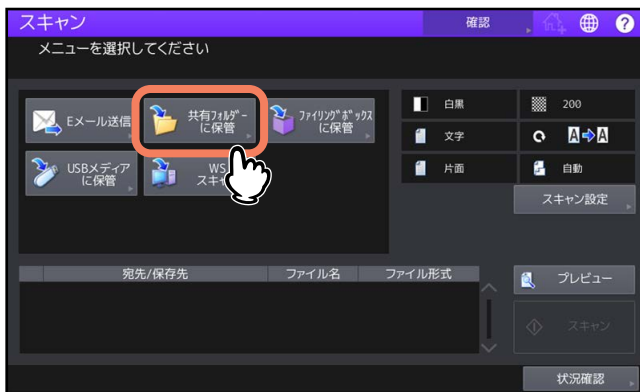 スキャン
確認
?
メニューを選択してください
Eメール送信
共有フォルダー
に保管
ファイリングボックス
に保管
USBメディア
に保管
WS
スキャ
白黒
200
文字
A A
片面
自動
スキャン設定
宛先/保存先 ファイル名 ファイル形式
プレビュー
スキャン
状況確認